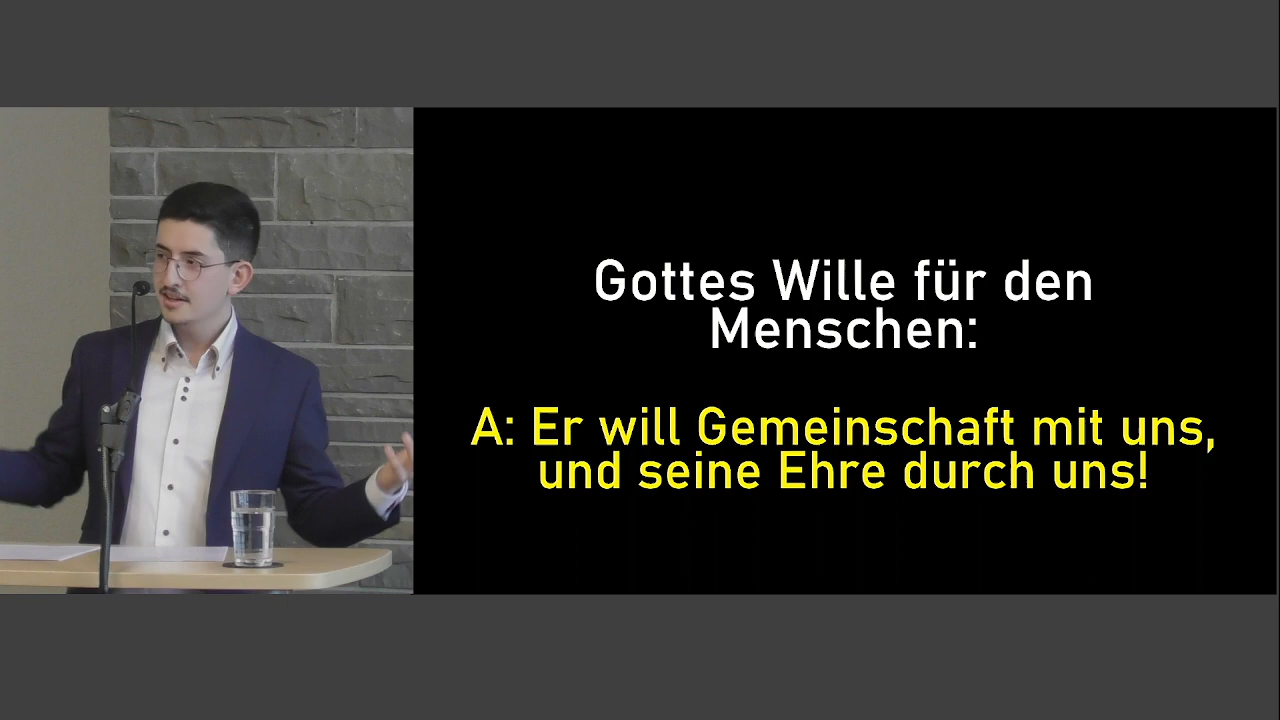 Gottes Wille für den
Menschen:
A: Er will Gemeinschaft mit uns,
und seine Ehre durch uns!